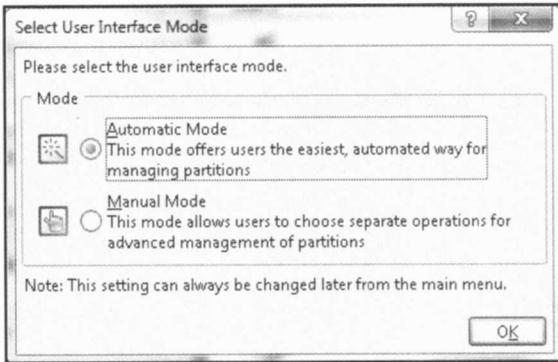 Select User Interface Mode
Please select the user interface mode.
Mode
Automatic Mode
This mode offers users the easiest, automated way for
managing partitions
Manual Mode
This mode allows users to choose separate operations for
advanced management of partitions
Note: This setting can always be changed later from the main menu.
OK